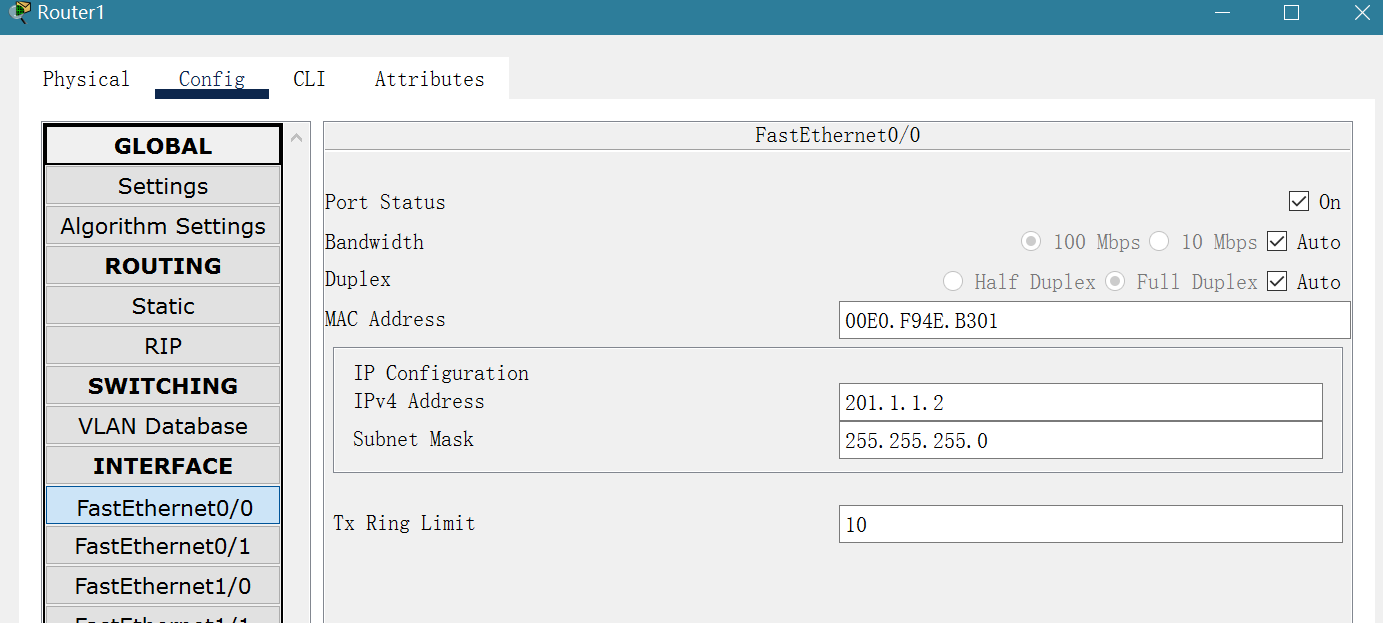 Router1
Physical Config CLI Attributes
GLOBAL
Settings
Algorithm Settings
ROUTING
Static
RIP
SWITCHING
VLAN Database
INTERFACE
FastEthernet0/0
FastEthernet0/1
FastEthernet1/0
FastEthernet1/1
FastEthernet0/0
Port Status On
Bandwidth 100 Mbps 10 Mbps Auto
Duplex Half Duplex Full Duplex Auto
MAC Address 00E0.F94E.B301
IP Configuration
IPv4 Address 201.1.1.2
Subnet Mask 255.255.255.0
Tx Ring Limit 10